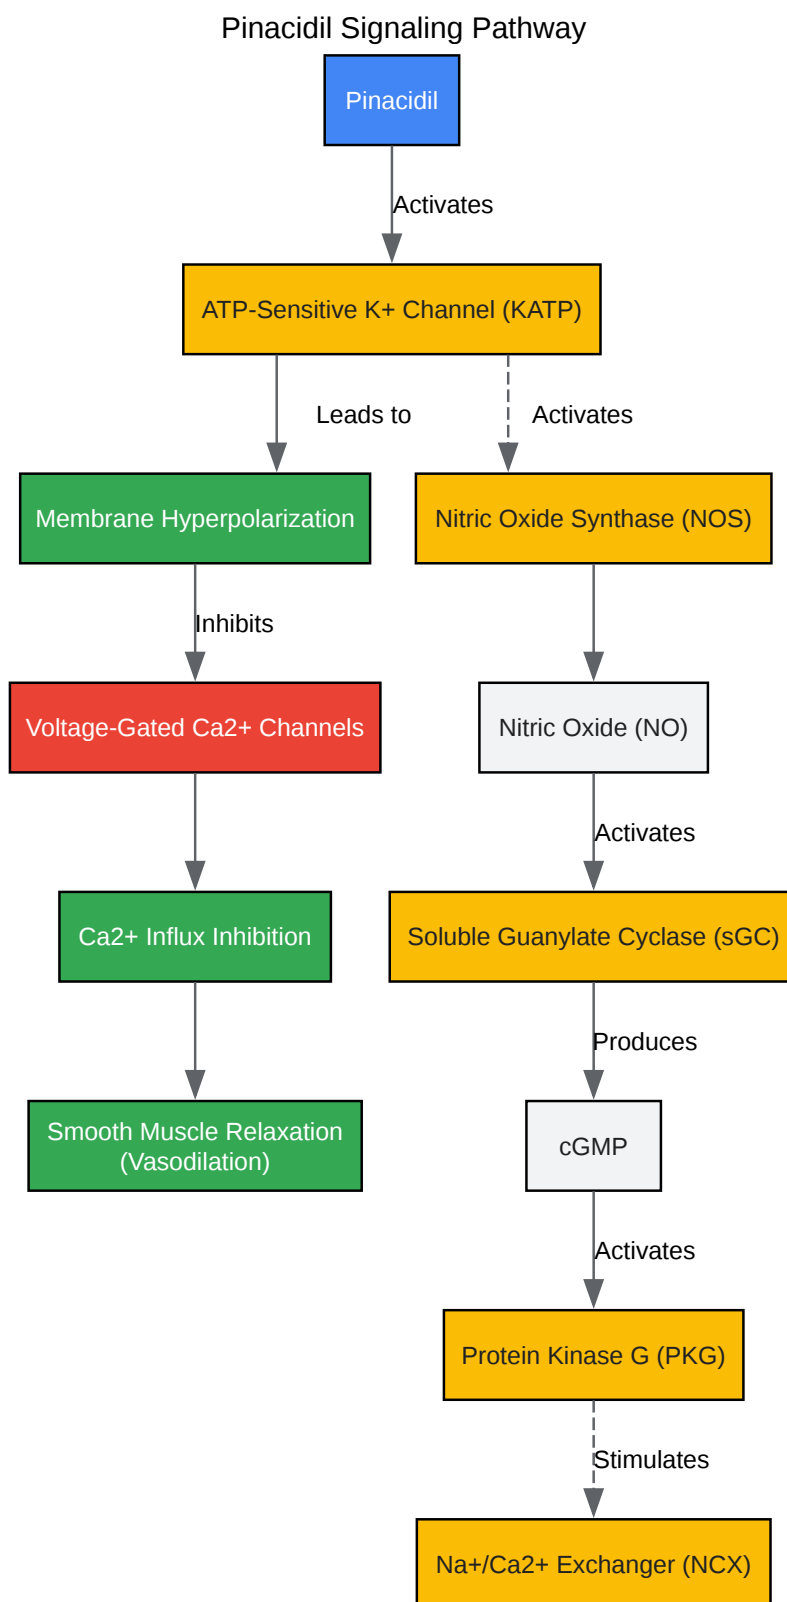 Pinacidil Signaling Pathway
Pinacidil
Activates
ATP-Sensitive K+ Channel (KATP)
Leads to
Activates
Membrane Hyperpolarization
Nitric Oxide Synthase (NOS)
Inhibits
Voltage-Gated Ca2+ Channels
Nitric Oxide (NO)
Activates
Ca2+ Influx Inhibition
Soluble Guanylate Cyclase (sGC)
Produces
Smooth Muscle Relaxation
(Vasodilation)
cGMP
Activates
Protein Kinase G (PKG)
Stimulates
Na+/Ca2+ Exchanger (NCX)